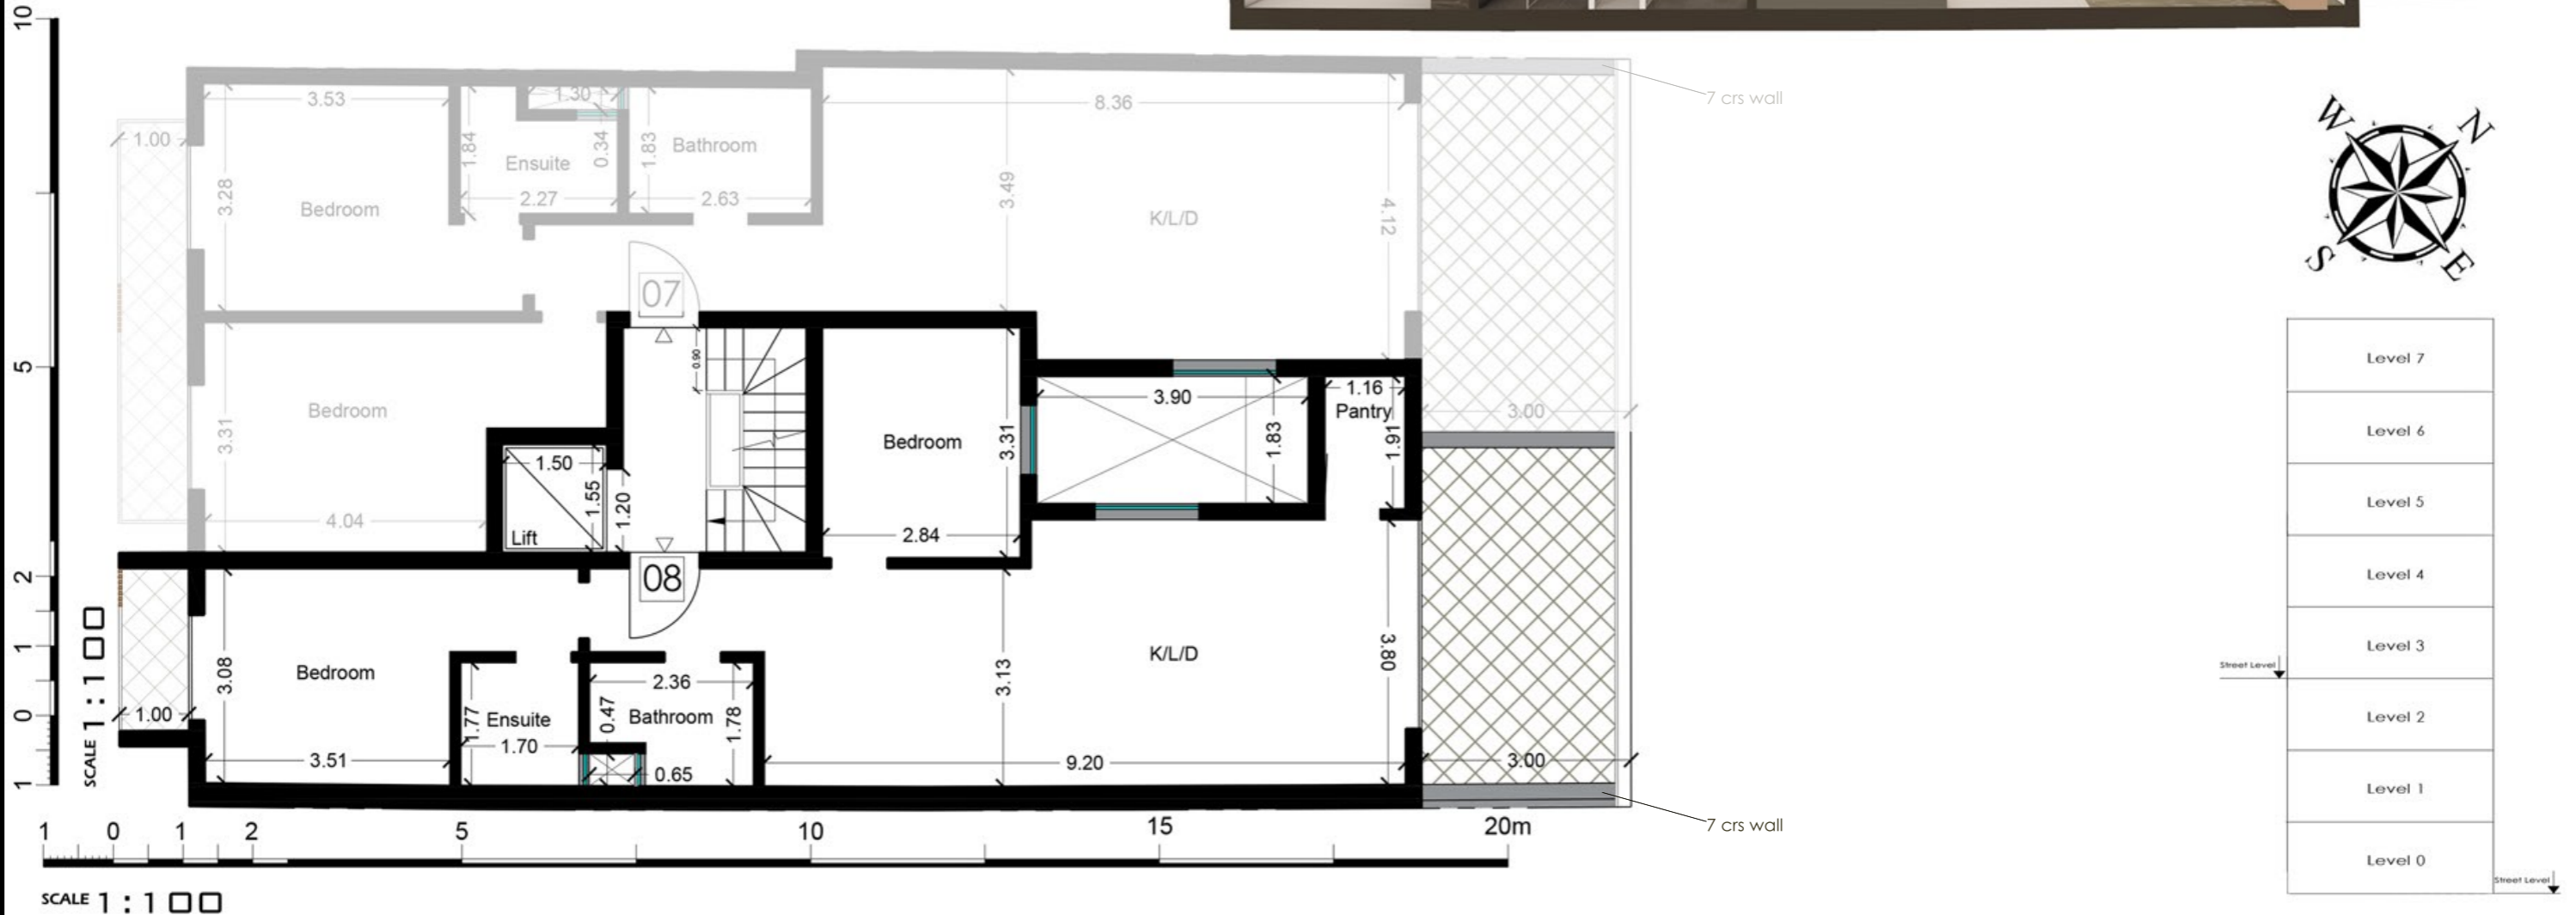 10
5
2
1
0
1
SCALE 1:100
3.53
1.30
1.00
1.84
0.34
1.83
Bathroom
8.36
7 crs wall
Ensuite
3.28
2.27
2.63
3.49
Bedroom
K/L/D
4.12
07
0.90
Bedroom
3.31
4.04
1.50
1.55
Lift
1.20
Bedroom
3.31
2.84
3.90
1.83
1.16
Pantry
1.91
3.00
08
3.08
Bedroom
1.00
3.51
1.77
Ensuite
1.70
2.36
0.47
Bathroom
1.78
0.65
3.13
K/L/D
3.80
9.20
3.00
7 crs wall
1 0 1 2 5 10 15 20m
SCALE 1:100
W N
S E
Level 7
Level 6
Level 5
Level 4
Level 3
Street Level
Level 2
Level 1
Level 0
Street Level